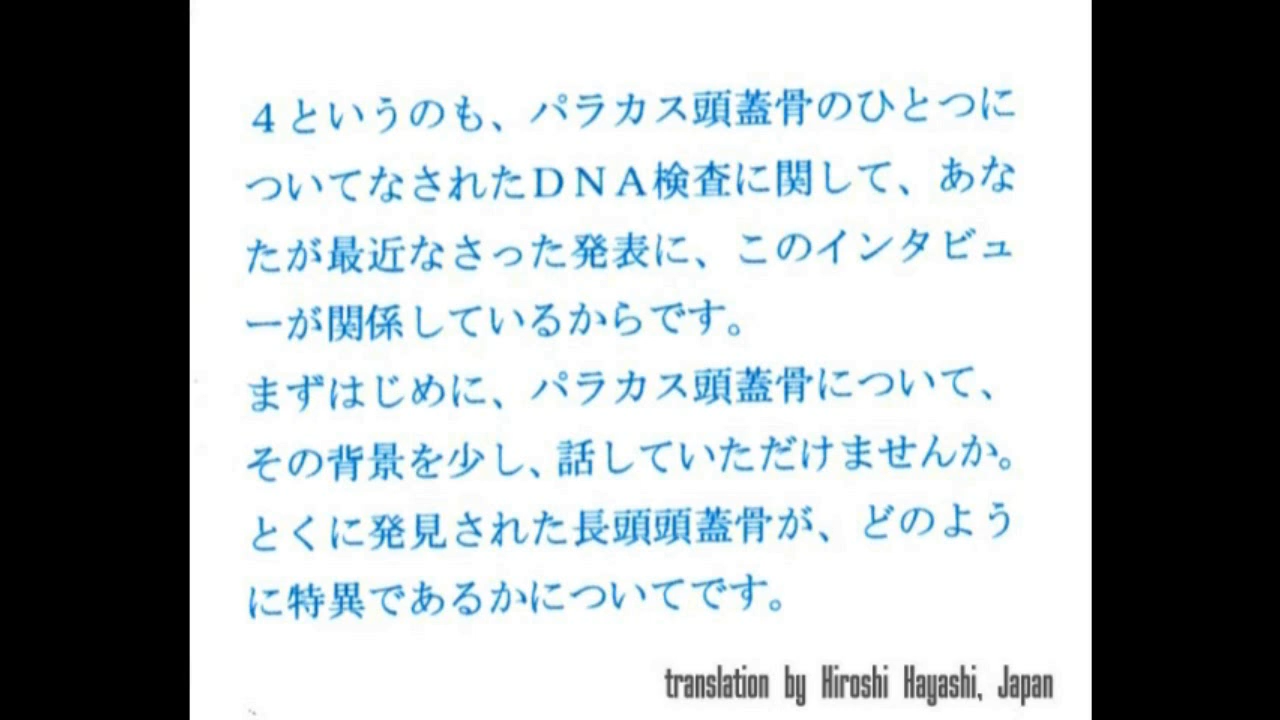 ４というのも、パラカス頭蓋骨のひとつに
ついてなされたＤＮＡ検査に関して、あな
たが最近なさった発表に、このインタビュ
ーが関係しているからです。
まずはじめに、パラカス頭蓋骨について、
その背景を少し、話していただけませんか。
とくに発見された長頭頭蓋骨が、どのよう
に特異であるかについてです。
translation by Hiroshi Hayashi, Japan